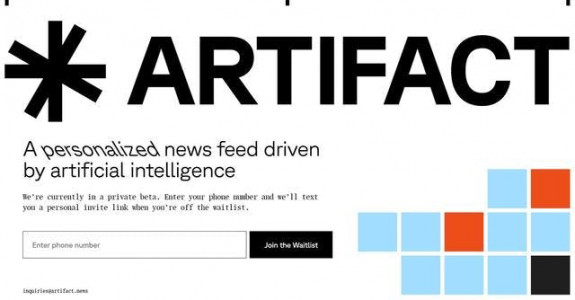 ARTIFACT
A personalized news feed driven
by artificial intelligence
We're currently in a private beta. Enter your phone number and we'll text
you a personal invite link when you're off the waitlist.
Enter phone number
Join the Waitlist
inquiries@artifact.news